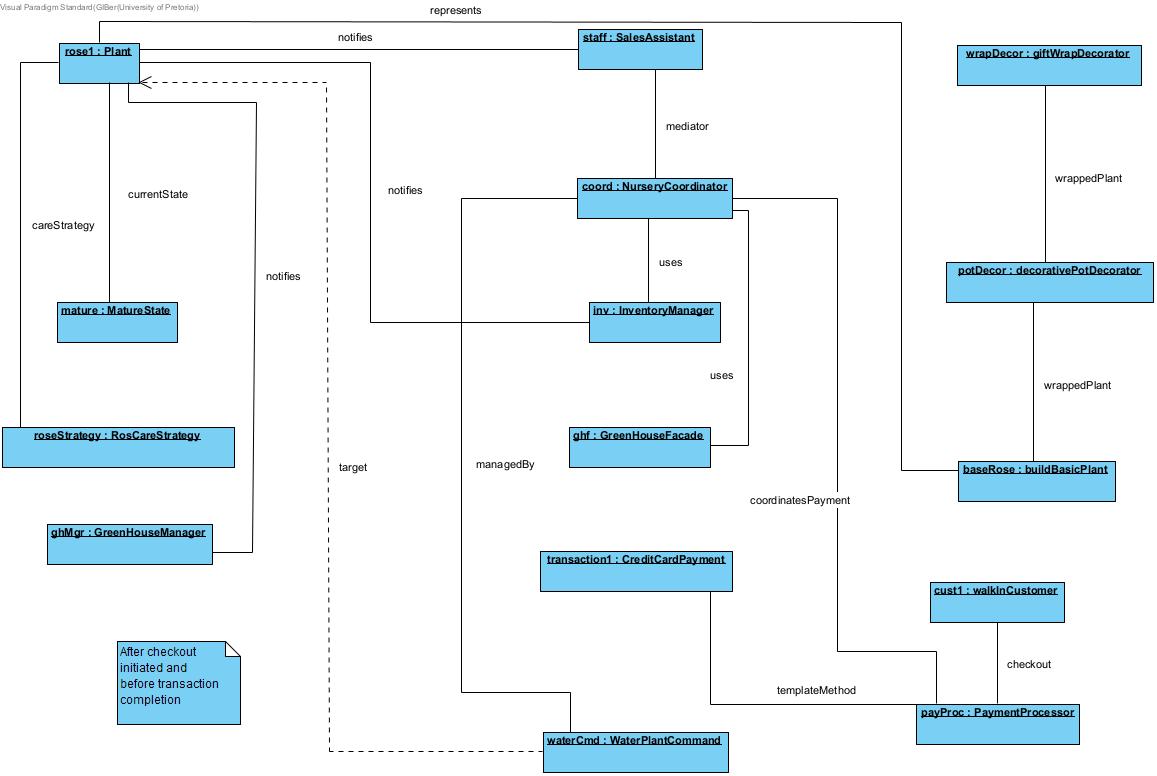 Visual Paradigm Standard(GIBer(University of Pretoria))
represents
notifies
rose1 : Plant
staff : SalesAssistant
wrapDecor : giftWrapDecorator
mediator
wrappedPlant
coord : NurseryCoordinator
notifies
currentState
careStrategy
uses
notifies
potDecor : decorativePotDecorator
mature : MatureState
inv : InventoryManager
uses
wrappedPlant
roseStrategy : RosCareStrategy
ghf : GreenHouseFacade
managedBy
target
baseRose : buildBasicPlant
coordinatesPayment
ghMgr : GreenHouseManager
transaction1 : CreditCardPayment
cust1 : walkInCustomer
After checkout
initiated and
before transaction
completion
checkout
templateMethod
payProc : PaymentProcessor
waterCmd : WaterPlantCommand